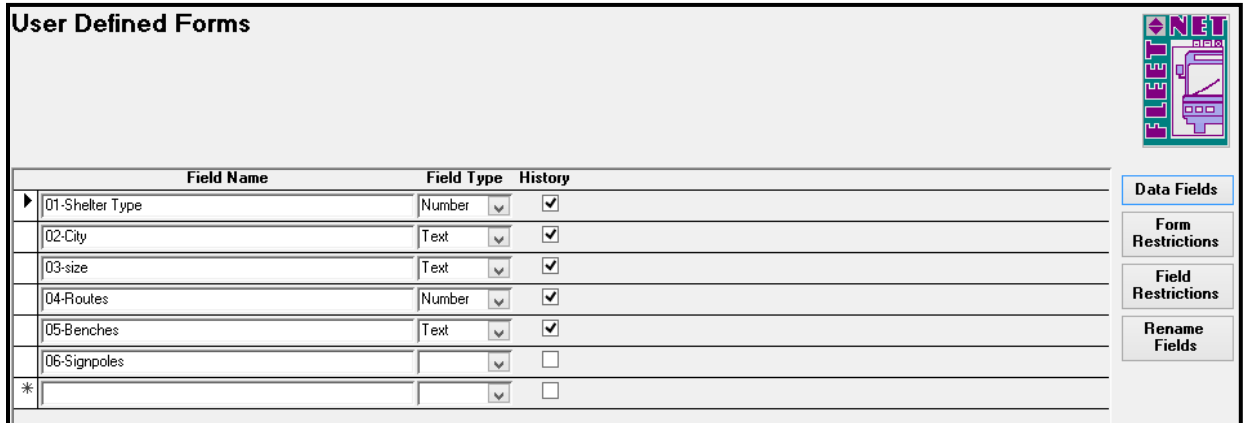 User Defined Forms
FLEET NET
Field Name Field Type History
01-Shelter Type Number
02-City Text
03-size Text
04-Routes Number
05-Benches Text
06-Signpoles
*
Data Fields
Form
Restrictions
Field
Restrictions
Rename
Fields